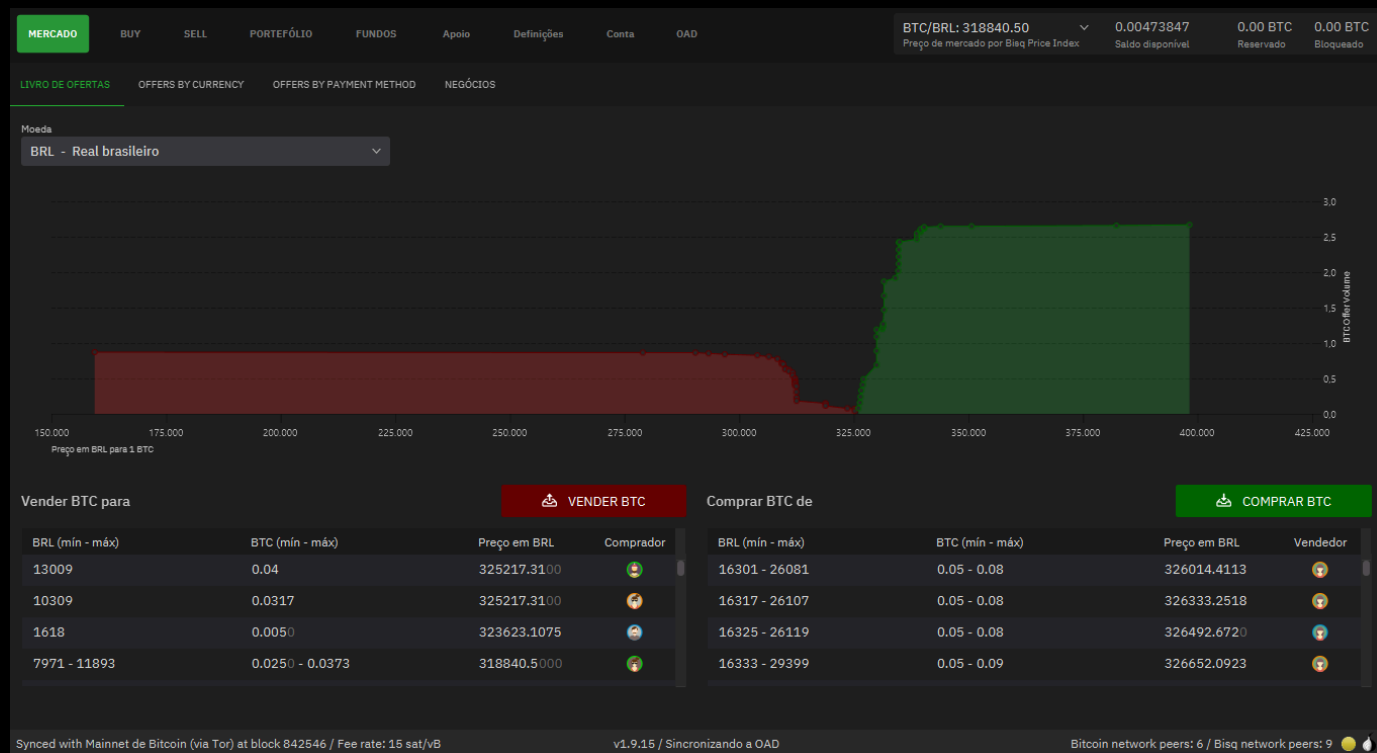 MERCADO BUY SELL PORTEFÓLIO FUNDOS Apoio Definições Conta OAD
BTC/BRL: 318840.50 0.00473847 0.00 BTC 0.00 BTC
Preço de mercado por Bisq Price Index Saldo disponível Reservado Bloqueado
LIVRO DE OFERTAS OFFERS BY CURRENCY OFFERS BY PAYMENT METHOD NEGÓCIOS
Moeda
BRL - Real brasileiro
3,0
2,5
2,0
1,5
1,0
0,5
0,0
BTC Offer Volume
150.000 175.000 200.000 225.000 250.000 275.000 300.000 325.000 350.000 375.000 400.000 425.000
Preço em BRL para 1 BTC
Vender BTC para VENDER BTC
BRL (mín - máx) BTC (mín - máx) Preço em BRL Comprador
13009 0.04 325217.3100
10309 0.0317 325217.3100
1618 0.0050 323623.1075
7971 - 11893 0.0250 - 0.0373 318840.5000
Comprar BTC de COMPRAR BTC
BRL (mín - máx) BTC (mín - máx) Preço em BRL Vendedor
16301 - 26081 0.05 - 0.08 326014.4113
16317 - 26107 0.05 - 0.08 326333.2518
16325 - 26119 0.05 - 0.08 326492.6720
16333 - 29399 0.05 - 0.09 326652.0923
Synced with Mainnet de Bitcoin (via Tor) at block 842546 / Fee rate: 15 sat/vB v1.9.15 / Sincronizando a OAD Bitcoin network peers: 6 / Bisq network peers: 9